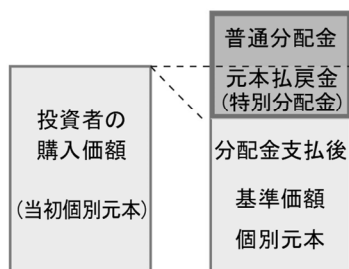 投資者の
購入価額
(当初個別元本)
普通分配金
元本払戻金
(特別分配金)
分配金支払後
基準価額
個別元本